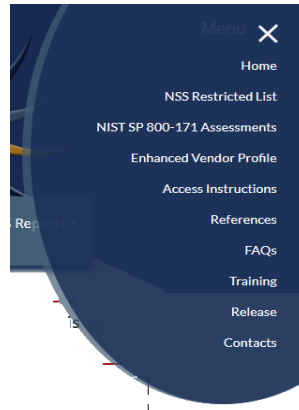 Menu
Home
NSS Restricted List
NIST SP 800-171 Assessments
Enhanced Vendor Profile
Access Instructions
References
Reports
FAQs
Training
Release
is
Contacts